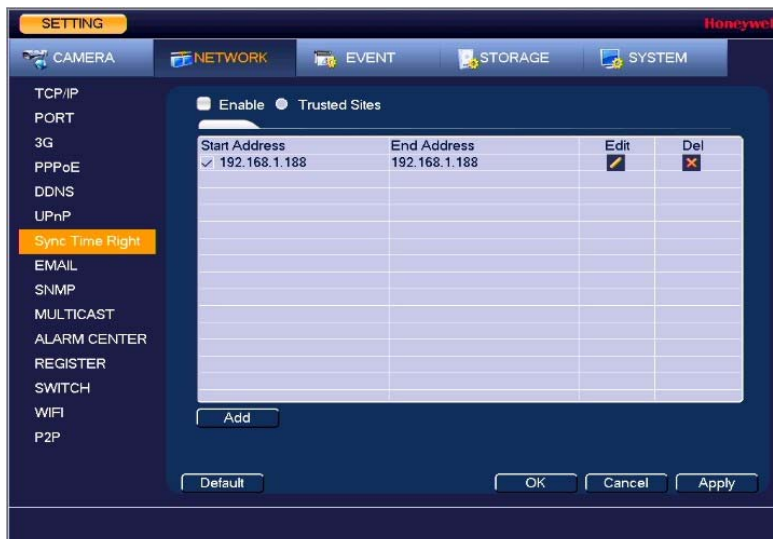 SETTING
Honeywell
CAMERA NETWORK EVENT STORAGE SYSTEM
TCP/IP
PORT
3G
PPPoE
DDNS
UPnP
Sync Time Right
EMAIL
SNMP
MULTICAST
ALARM CENTER
REGISTER
SWITCH
WIFI
P2P
Enable Trusted Sites
Start Address End Address Edit Del
192.168.1.188 192.168.1.188
Add
Default OK Cancel Apply